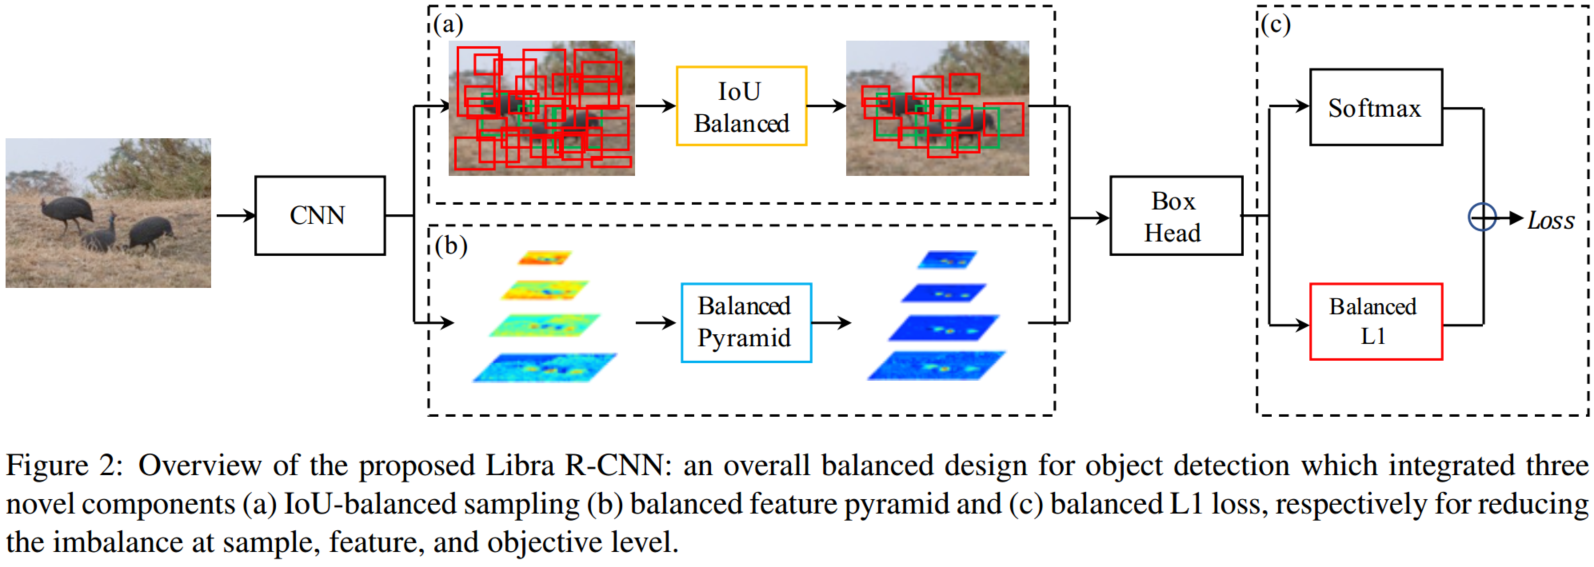 (a)
(c)
IoU
Balanced
Softmax
CNN
Box
Head
Loss
(b)
Balanced
Pyramid
Balanced
L1
Figure 2: Overview of the proposed Libra R-CNN: an overall balanced design for object detection which integrated three
novel components (a) IoU-balanced sampling (b) balanced feature pyramid and (c) balanced L1 loss, respectively for reducing
the imbalance at sample, feature, and objective level.